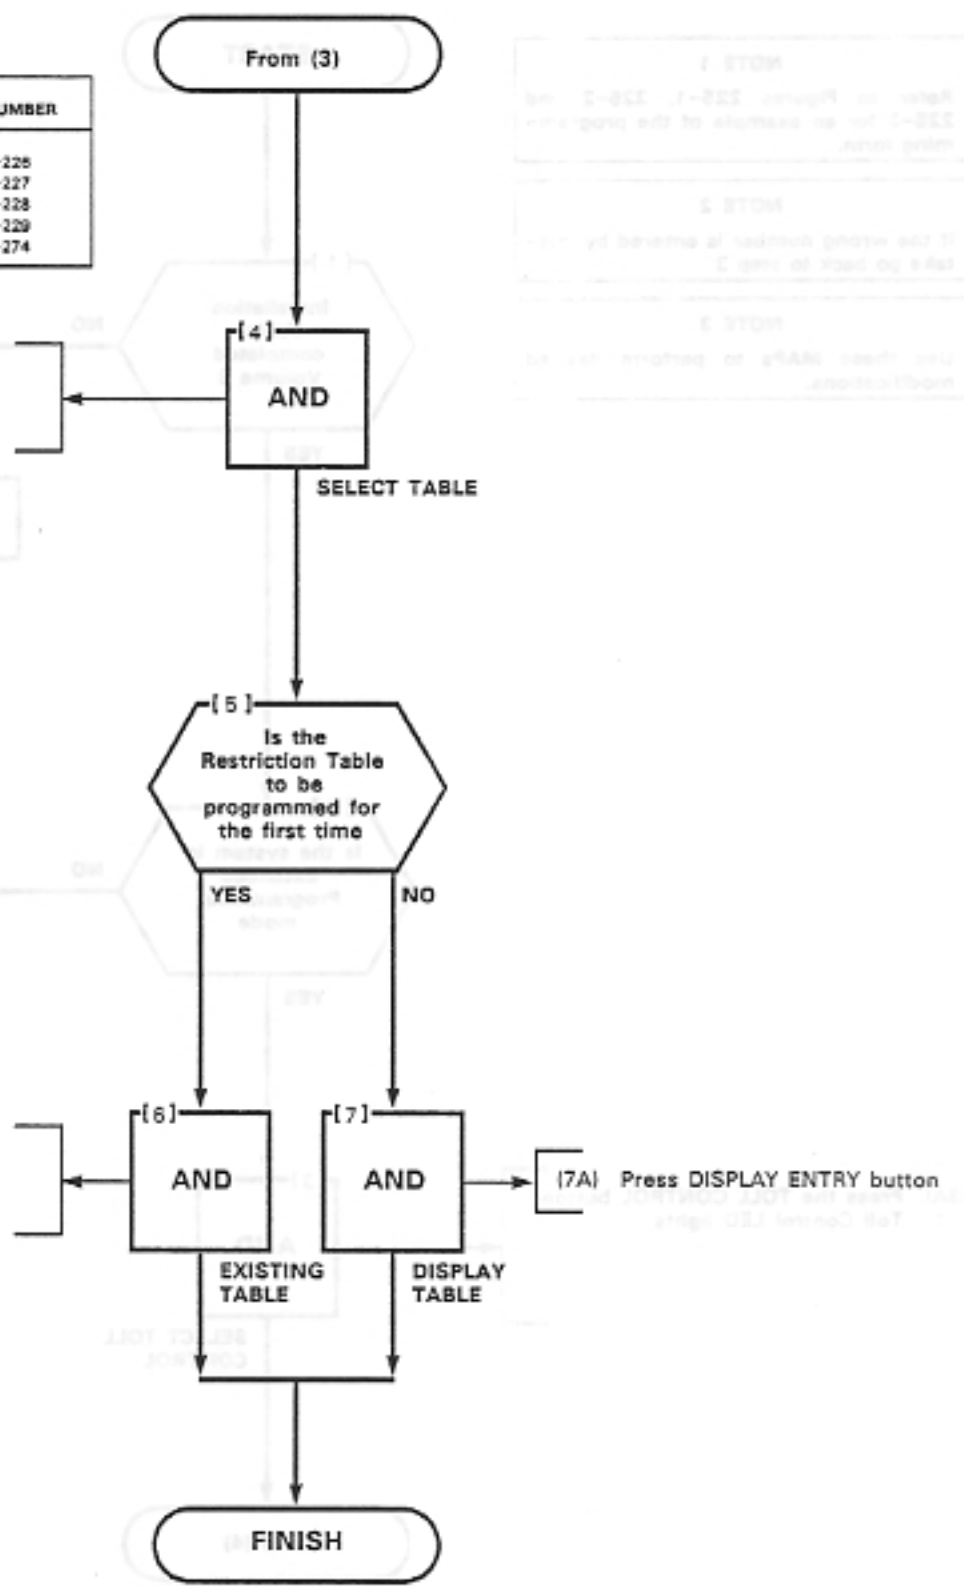 From (3)
UMBER
-226
-227
-228
-229
-274
[4]
AND
SELECT TABLE
[5]
Is the
Restriction Table
to be
programmed for
the first time
YES
NO
[6]
AND
[7]
AND
(7A) Press DISPLAY ENTRY button
EXISTING
TABLE
DISPLAY
TABLE
FINISH